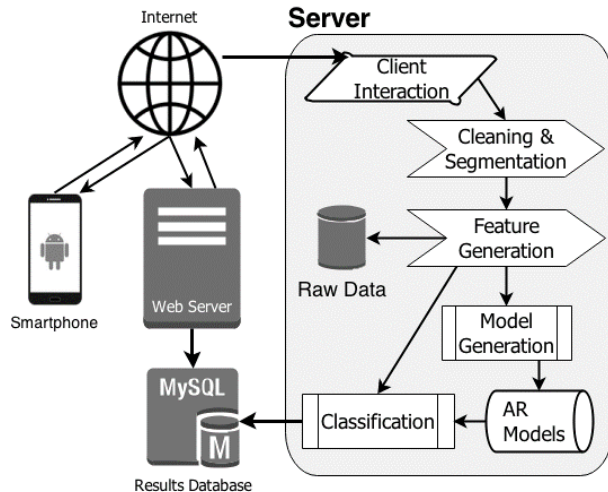 Internet
Server
Client
Interaction
Cleaning &
Segmentation
Feature
Generation
Raw Data
Smartphone
Web Server
Model
Generation
MySQL
M
Classification
AR
Models
Results Database